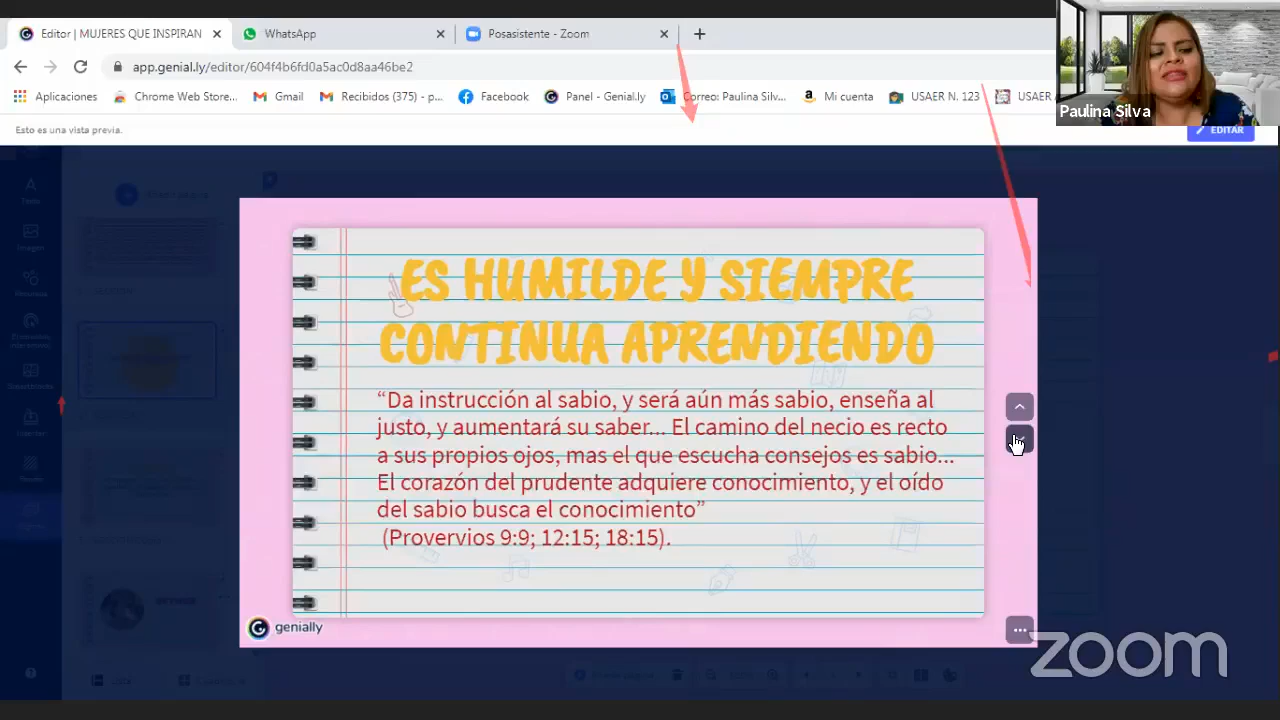 Editor | MUJERES QUE INSPIRAN
WhatsApp
Posasistente - Zoom
app.genial.ly/editor/604f4b6fd0a5ac0d8aa46be2
Aplicaciones
Chrome Web Store...
Gmail
Recibidos (375) - p...
Facebook
Panel - Genial.ly
Correo: Paulina Silv...
Mi cuenta
USAER N. 123
USAER
Paulina Silva
Esto es una vista previa.
EDITAR
ES HUMILDE Y SIEMPRE
CONTINUA APRENDIENDO
“Da instrucción al sabio, y será aún más sabio, enseña al
justo, y aumentará su saber... El camino del necio es recto
a sus propios ojos, mas el que escucha consejos es sabio...
El corazón del prudente adquiere conocimiento, y el oído
del sabio busca el conocimiento”
(Provervios 9:9; 12:15; 18:15).
genially
zoom